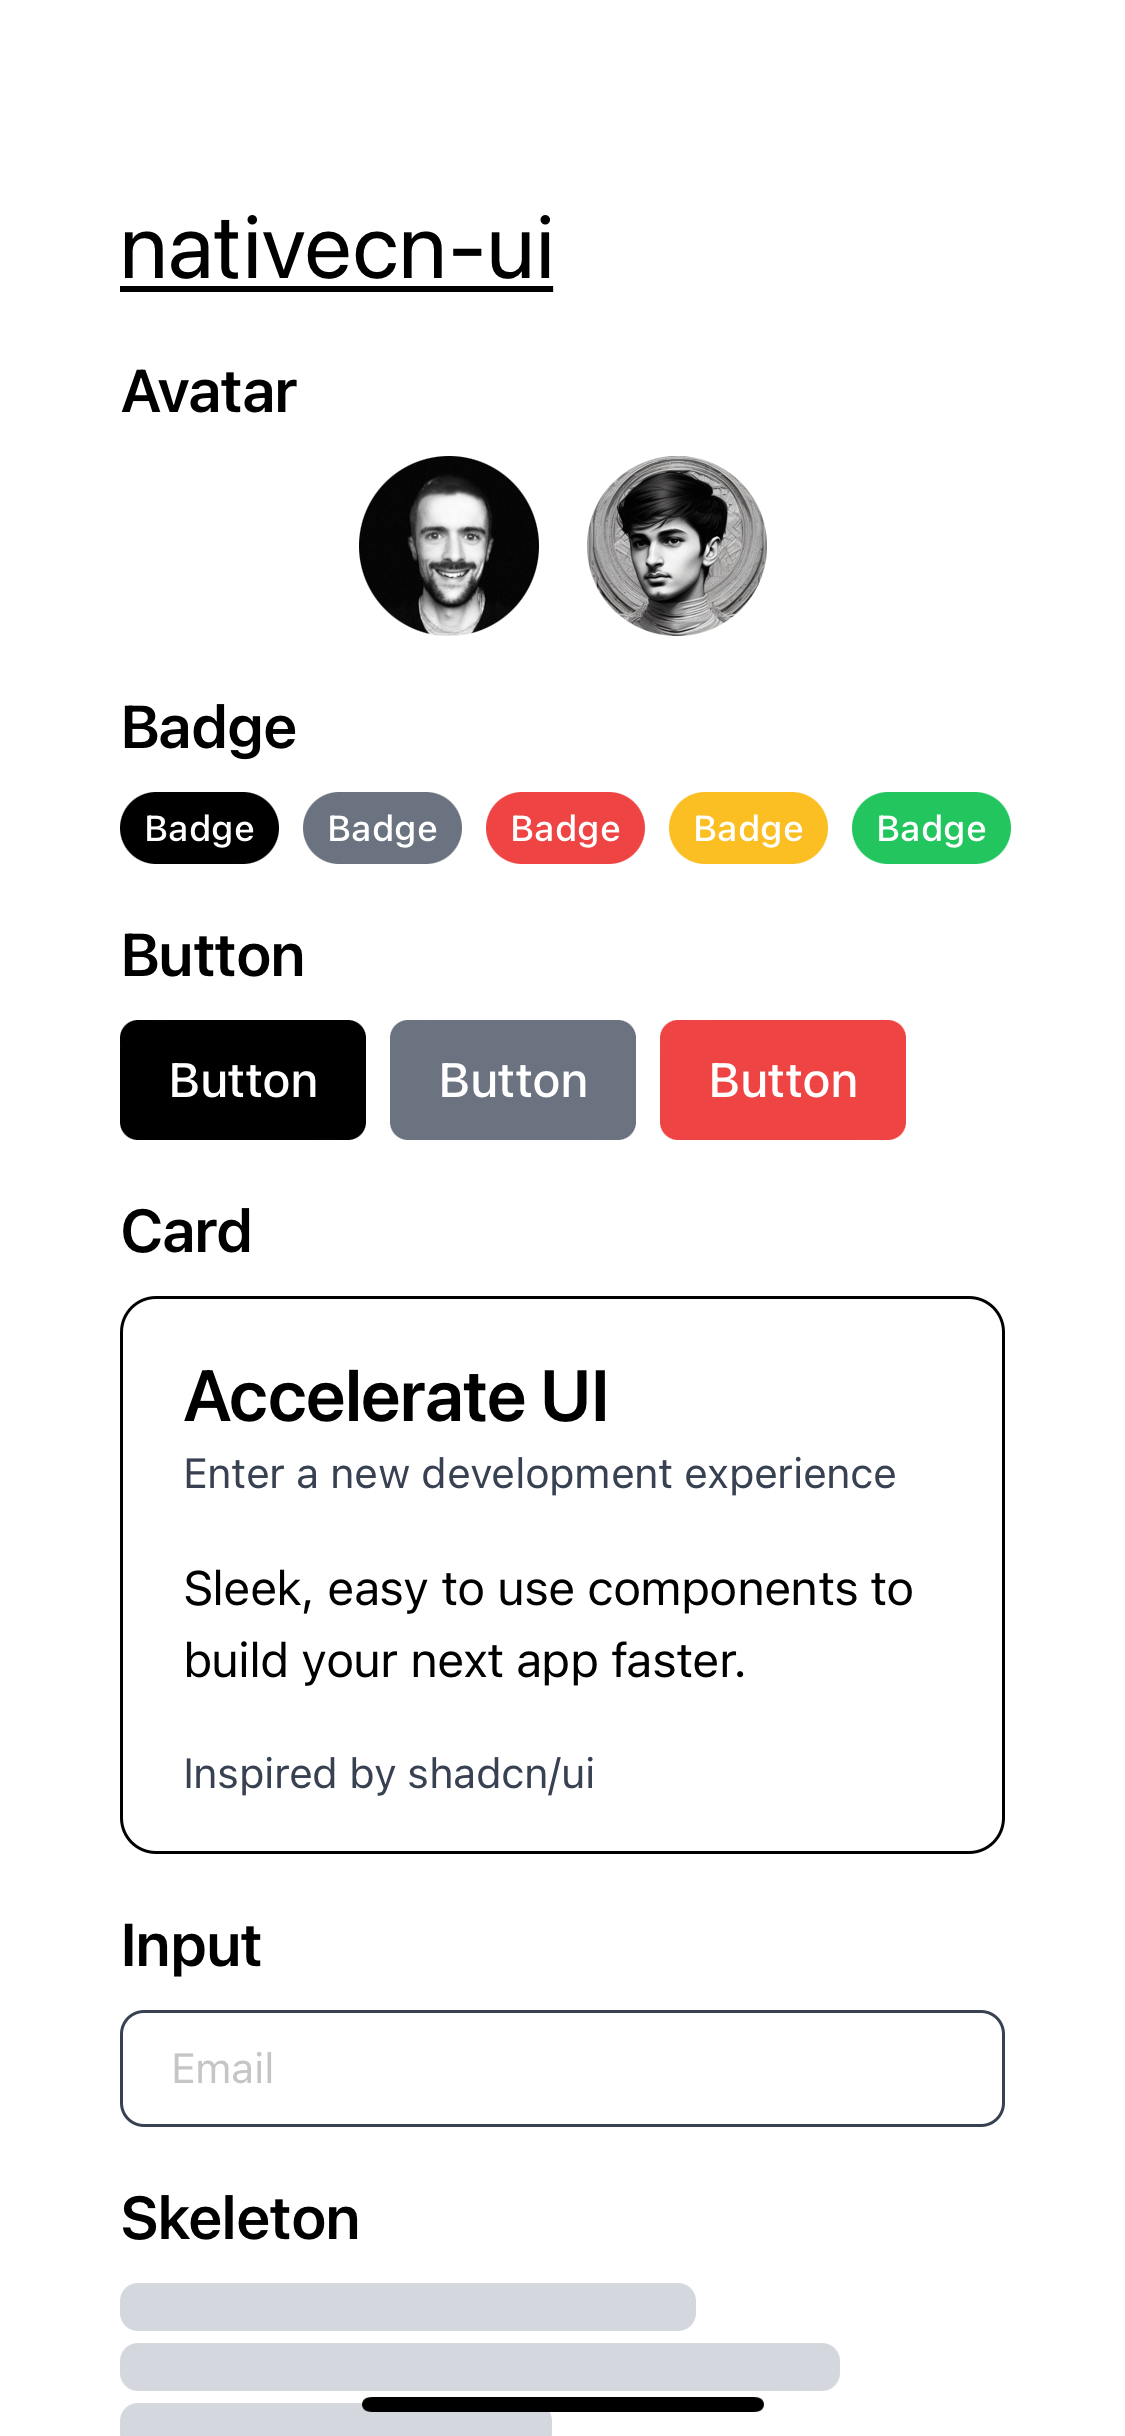 nativecn-ui
Avatar
Badge
Badge Badge Badge Badge Badge
Button
Button Button Button
Card
Accelerate UI
Enter a new development experience
Sleek, easy to use components to
build your next app faster.
Inspired by shadcn/ui
Input
Email
Skeleton